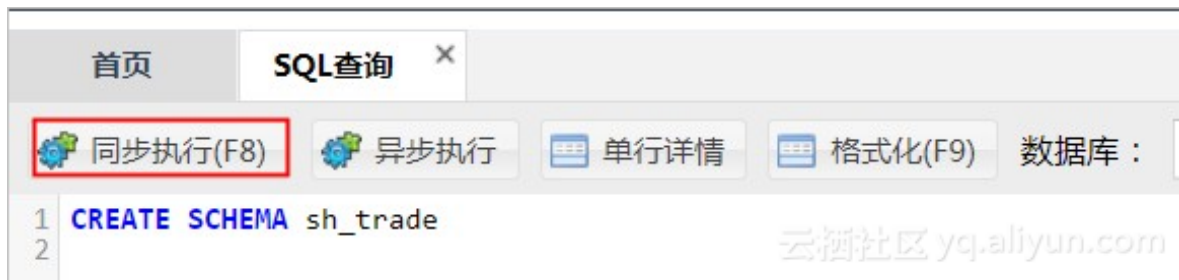 首页 SQL查询 ×
同步执行(F8) 异步执行 单行详情 格式化(F9) 数据库：
1 CREATE SCHEMA sh_trade
2
云栖社区 yq.aliyun.com